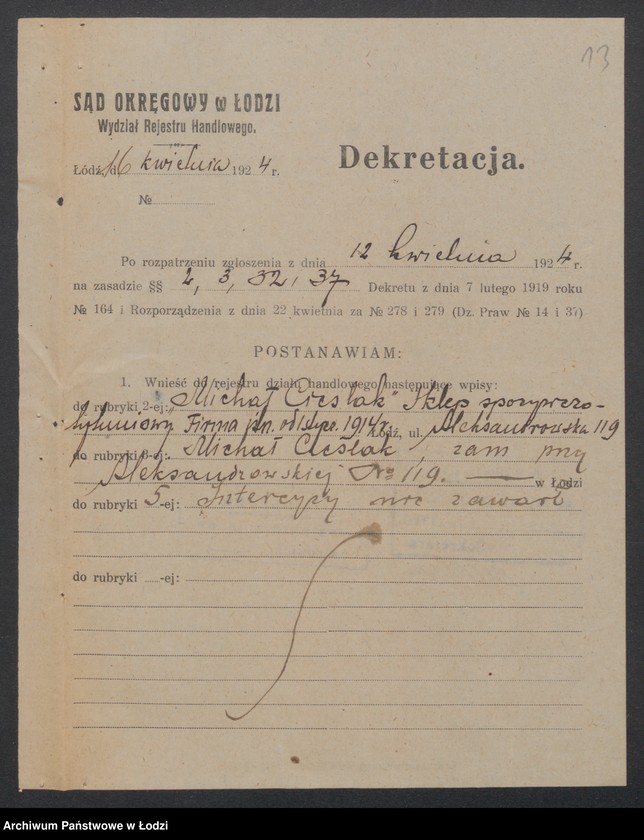 13
SĄD OKRĘGOWY w ŁODZI
Wydział Rejestru Handlowego.
Dekretacja.
Łódź, d. 16 kwietnia 1924 r.
№
Po rozpatrzeniu zgłoszenia z dnia 12 kwietnia 1924 r.
na zasadzie §§ 2, 3, 32 i 37 Dekretu z dnia 7 lutego 1919 roku
№ 164 i Rozporządzenia z dnia 22 kwietnia za № 278 i 279 (Dz. Praw № 14 i 37)
POSTANAWIAM:
1. Wnieść do rejestru działu handlowego następujące wpisy:
do rubryki 2-ej: „Michał Cieślak" Sklep spożywczo-
tytuniowy Firma istn. od 1914 r. Łódź, ul. Aleksandrowska 119
do rubryki 3-ej: Michał Cieślak, zam przy
Aleksandrowskiej № 119. — w Łodzi
do rubryki 5-ej: Intercyzy nie zawarł
do rubryki -ej:
Archiwum Państwowe w Łodzi